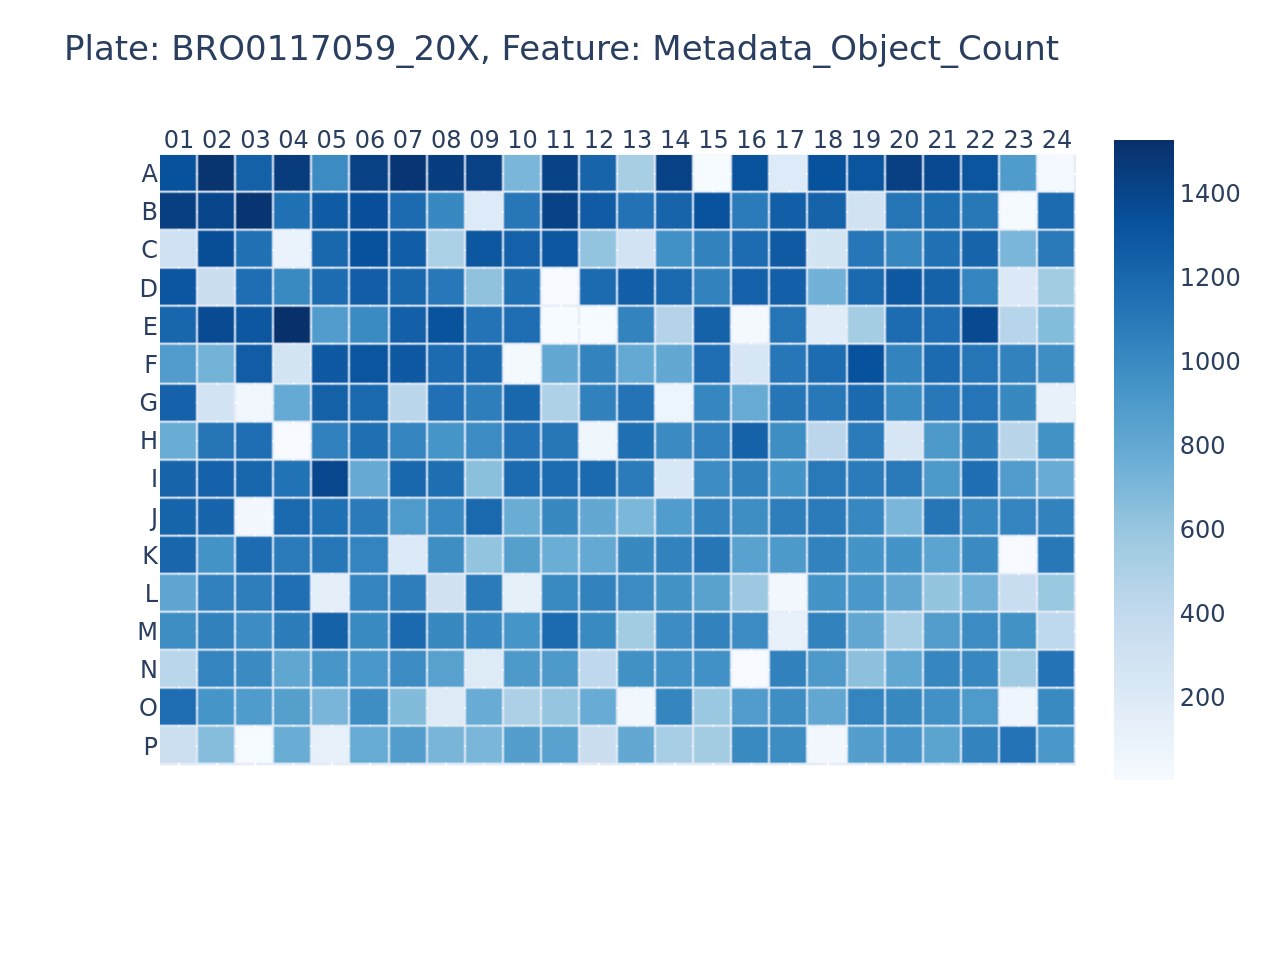 Plate: BRO0117059_20X, Feature: Metadata_Object_Count
01 02 03 04 05 06 07 08 09 10 11 12 13 14 15 16 17 18 19 20 21 22 23 24
A
B
C
D
E
F
G
H
I
J
K
L
M
N
O
P
1400
1200
1000
800
600
400
200